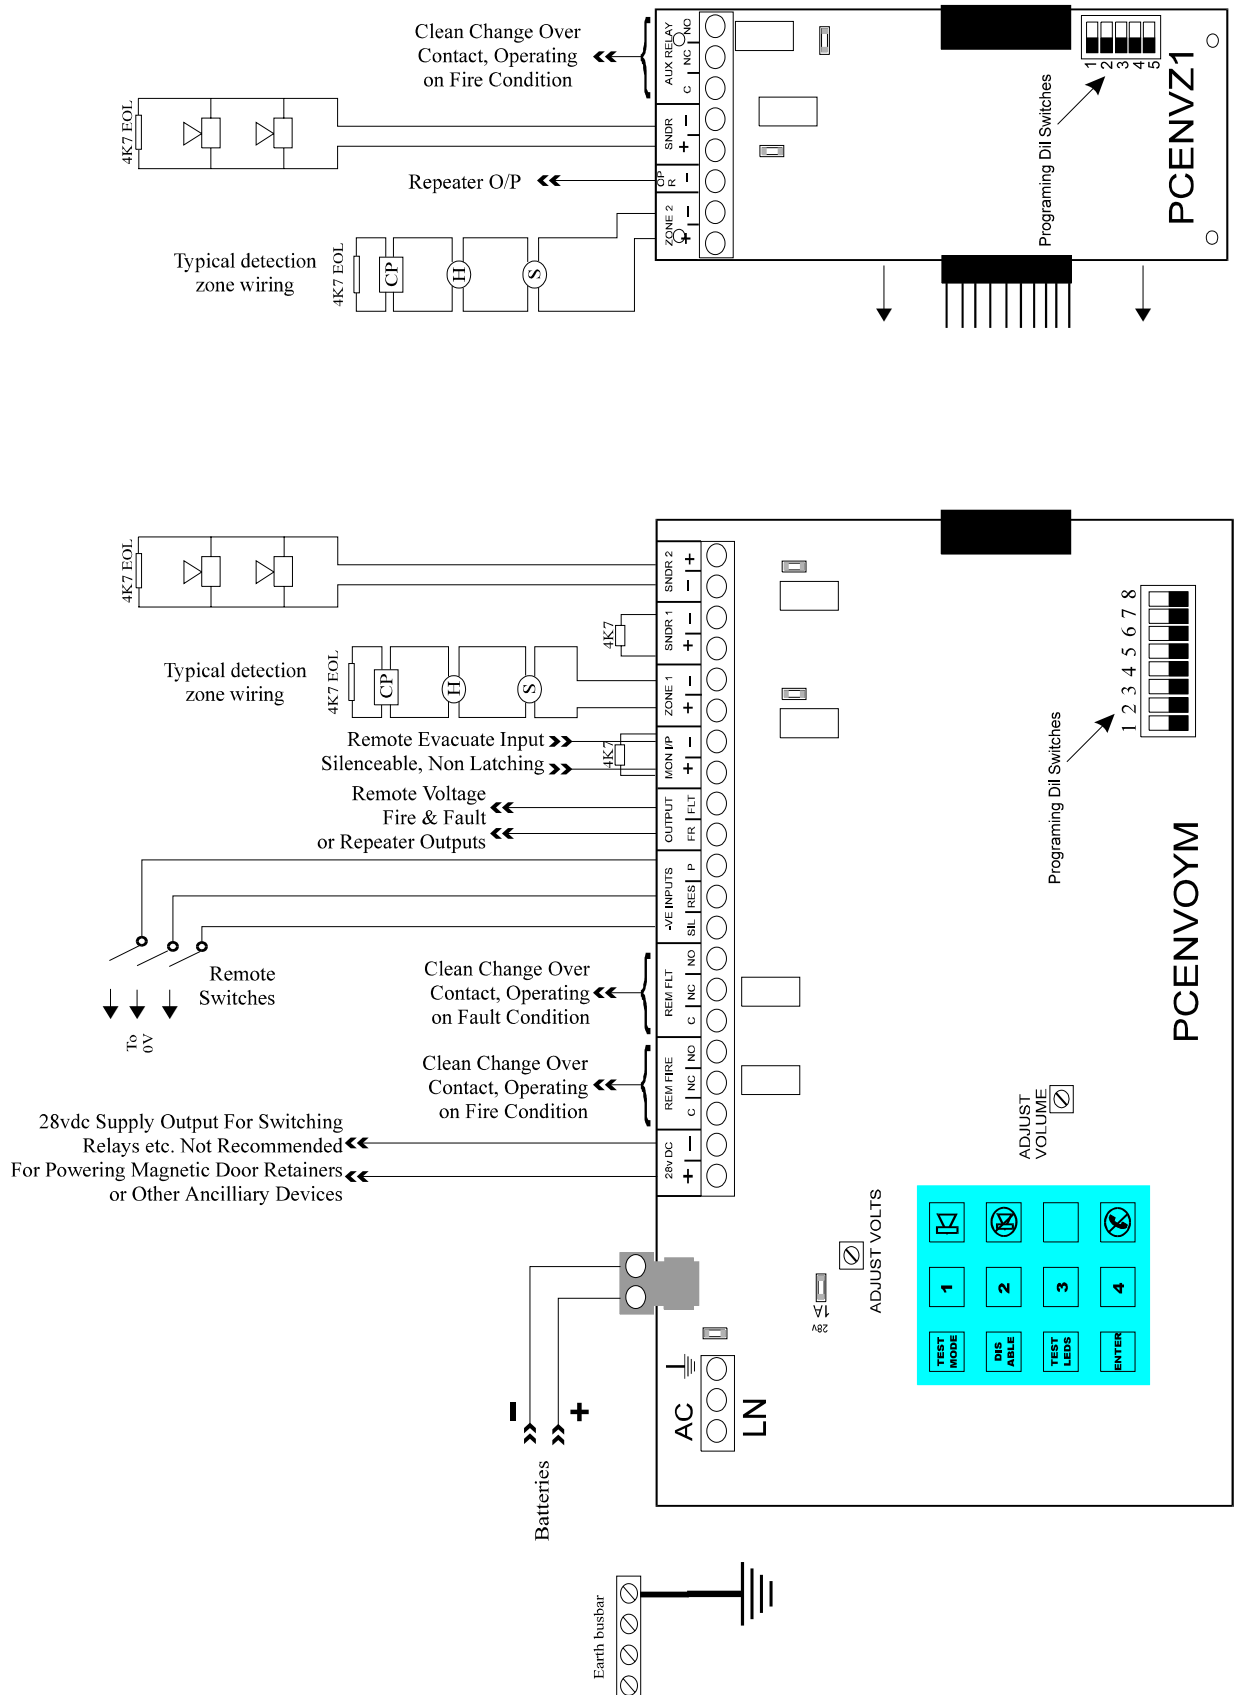 Clean Change Over
Contact, Operating
on Fire Condition
AUX RELAY
NO
NC
C
SNDR
-
+
OP
R
-
ZONE 2
-
+
4K7 EOL
Repeater O/P
Typical detection
zone wiring
4K7 EOL
CP
H
S
1
2
3
4
5
Programing Dil Switches
PCENVZ1
4K7 EOL
SNDR 2
+
-
SNDR 1
-
+
4K7
Typical detection
zone wiring
4K7 EOL
CP
H
S
ZONE 1
-
+
Remote Evacuate Input
Silenceable, Non Latching
4K7
MON I/P
-
+
Remote Voltage
Fire & Fault
or Repeater Outputs
OUTPUT
FLT
FR
-VE INPUTS
P
RES
SIL
Remote
Switches
To
0V
Clean Change Over
Contact, Operating
on Fault Condition
REM FLT
NO
NC
C
Clean Change Over
Contact, Operating
on Fire Condition
REM FIRE
NO
NC
C
28vdc Supply Output For Switching
Relays etc. Not Recommended
For Powering Magnetic Door Retainers
or Other Ancilliary Devices
28v DC
-
+
1 2 3 4 5 6 7 8
Programing Dil Switches
PCENVOYM
ADJUST
VOLUME
ADJUST VOLTS
28v
1A
TEST
MODE
1
DIS
ABLE
2
TEST
LEDS
3
ENTER
4
-
+
Batteries
AC
LN
Earth busbar